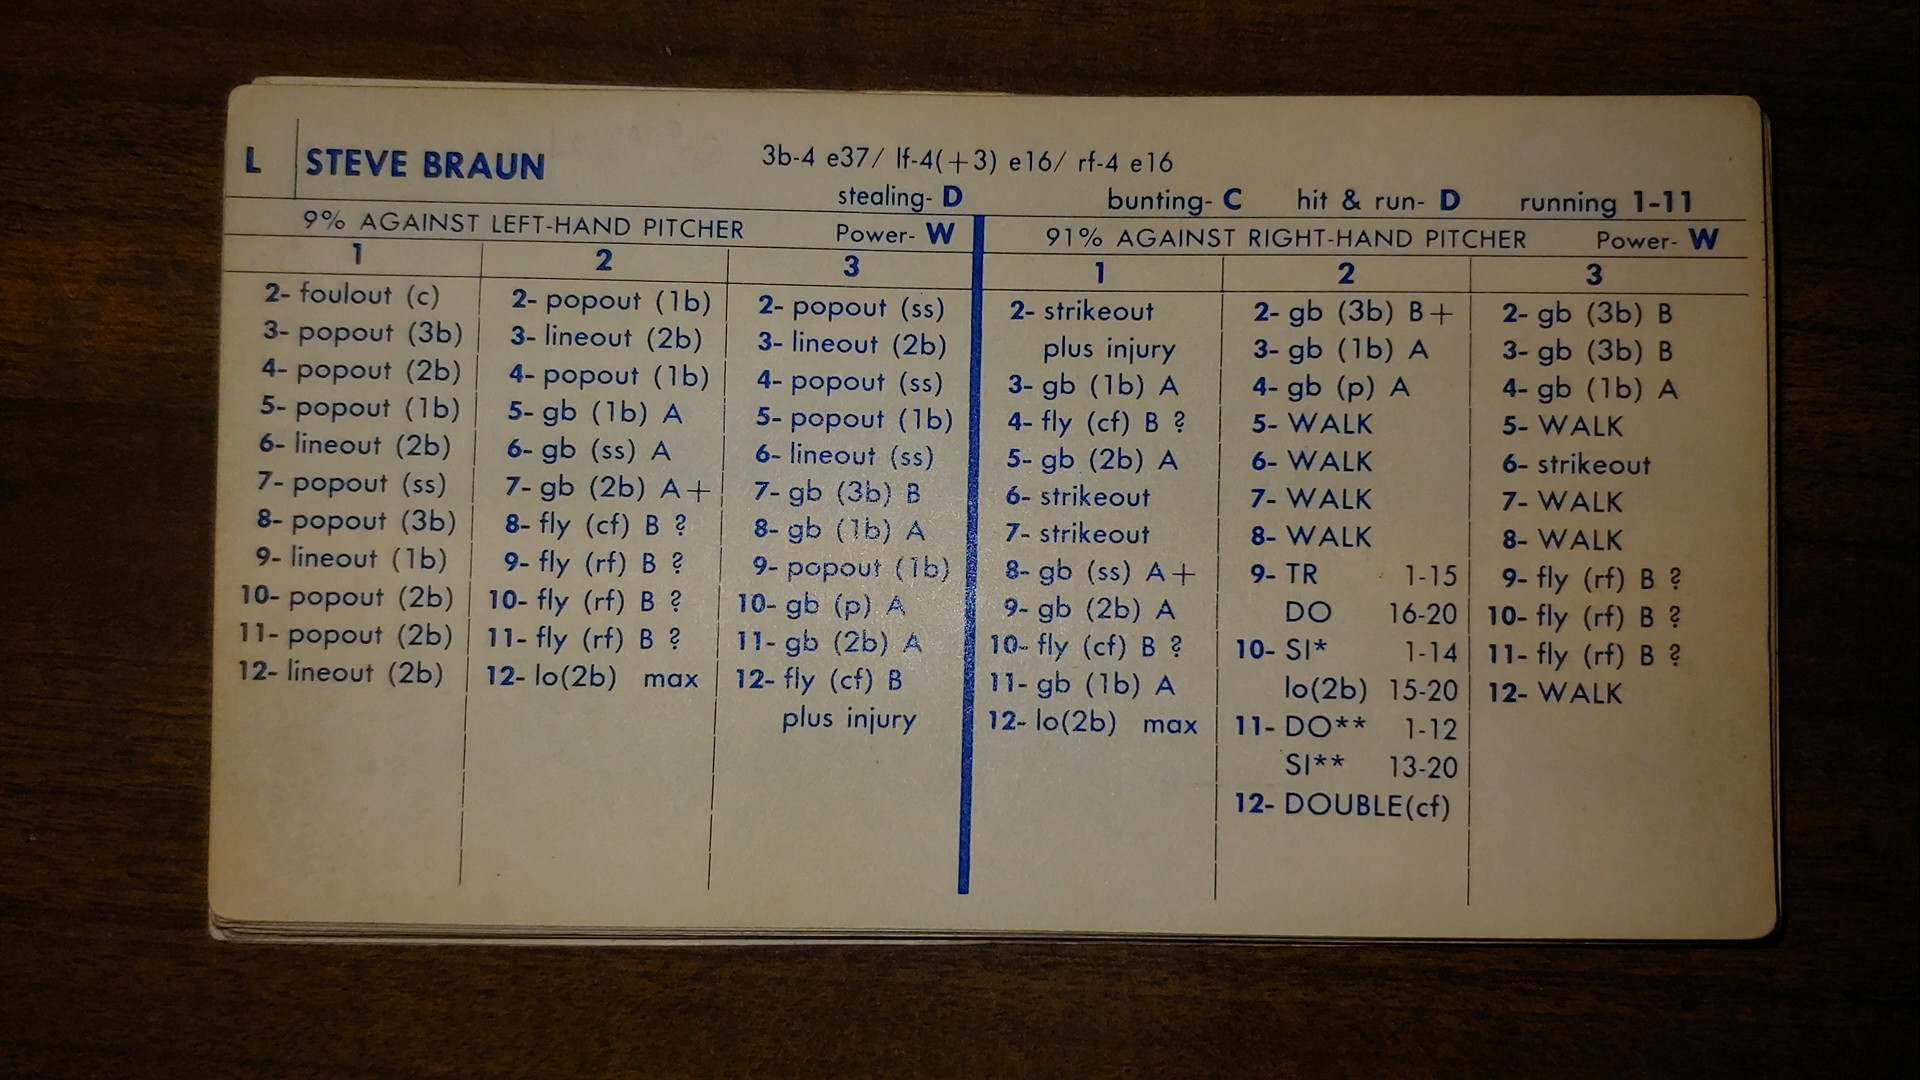 L STEVE BRAUN 3b-4 e37/ lf-4(+3) e16/ rf-4 e16
stealing- D bunting- C hit & run- D running 1-11
9% AGAINST LEFT-HAND PITCHER Power- W
1 2 3
2- foulout (c) 2- popout (1b) 2- popout (ss)
3- popout (3b) 3- lineout (2b) 3- lineout (2b)
4- popout (2b) 4- popout (1b) 4- popout (ss)
5- popout (1b) 5- gb (1b) A 5- popout (1b)
6- lineout (2b) 6- gb (ss) A 6- lineout (ss)
7- popout (ss) 7- gb (2b) A+ 7- gb (3b) B
8- popout (3b) 8- fly (cf) B ? 8- gb (1b) A
9- lineout (1b) 9- fly (rf) B ? 9- popout (1b)
10- popout (2b) 10- fly (rf) B ? 10- gb (p) A
11- popout (2b) 11- fly (rf) B ? 11- gb (2b) A
12- lineout (2b) 12- lo(2b) max 12- fly (cf) B
plus injury
91% AGAINST RIGHT-HAND PITCHER Power- W
1 2 3
2- strikeout 2- gb (3b) B+ 2- gb (3b) B
plus injury 3- gb (1b) A 3- gb (3b) B
3- gb (1b) A 4- gb (p) A 4- gb (1b) A
4- fly (cf) B ? 5- WALK 5- WALK
5- gb (2b) A 6- WALK 6- strikeout
6- strikeout 7- WALK 7- WALK
7- strikeout 8- WALK 8- WALK
8- gb (ss) A+ 9- TR 1-15 9- fly (rf) B ?
9- gb (2b) A DO 16-20 10- fly (rf) B ?
10- fly (cf) B ? 10- SI* 1-14 11- fly (rf) B ?
11- gb (1b) A lo(2b) 15-20 12- WALK
12- lo(2b) max 11- DO** 1-12
SI** 13-20
12- DOUBLE(cf)